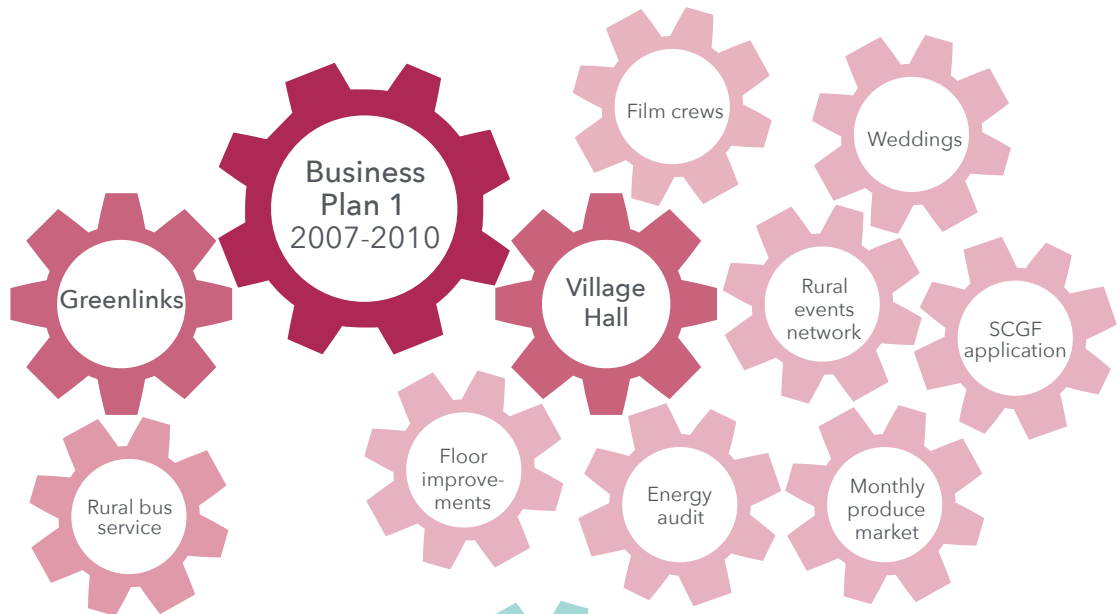 Film crews
Weddings
Business
Plan 1
2007-2010
Greenlinks
Village
Hall
Rural
events
network
SCGF
application
Floor
improve-
ments
Energy
audit
Monthly
produce
market
Rural bus
service